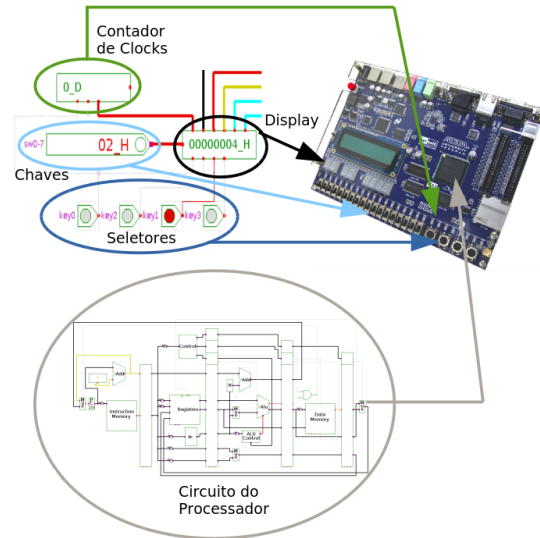 Contador
de Clocks
0_D
Display
sw0-7
02_H
00000004_H
Chaves
key0
key2
key1
key3
Seletores
Control
Add
Add
Instruction
Memory
Registers
Alu
ALU
Control
Data
Memory
Circuito do
Processador